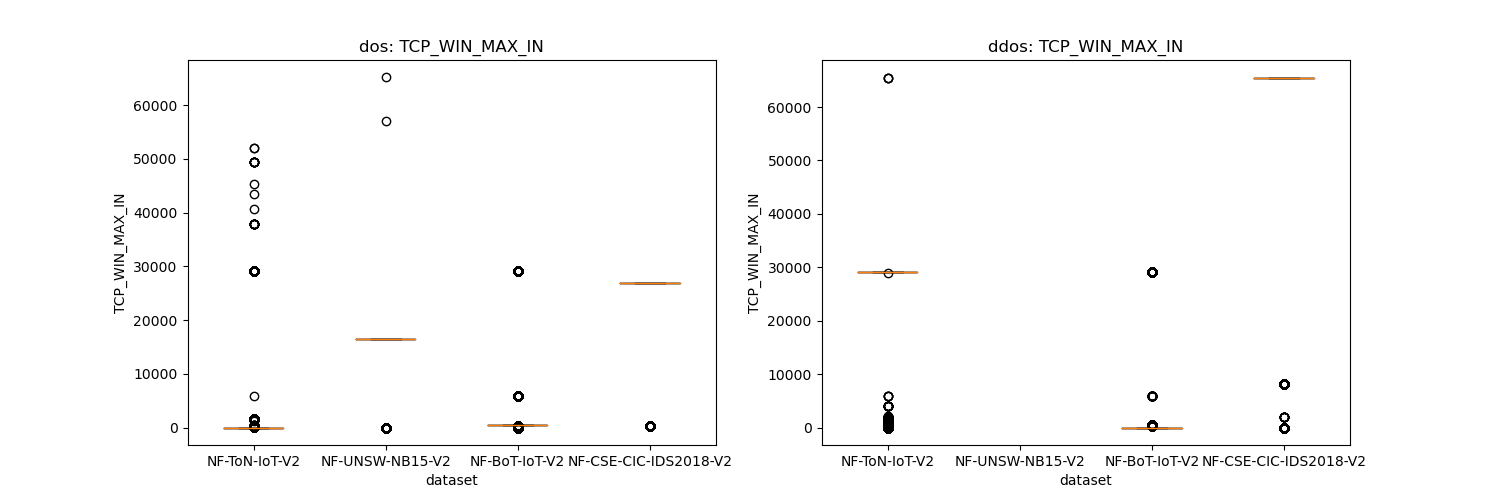 dos: TCP_WIN_MAX_IN
TCP_WIN_MAX_IN
60000
50000
40000
30000
20000
10000
0
NF-ToN-IoT-V2 NF-UNSW-NB15-V2 NF-BoT-IoT-V2 NF-CSE-CIC-IDS2018-V2
dataset
ddos: TCP_WIN_MAX_IN
TCP_WIN_MAX_IN
60000
50000
40000
30000
20000
10000
0
NF-ToN-IoT-V2 NF-UNSW-NB15-V2 NF-BoT-IoT-V2 NF-CSE-CIC-IDS2018-V2
dataset